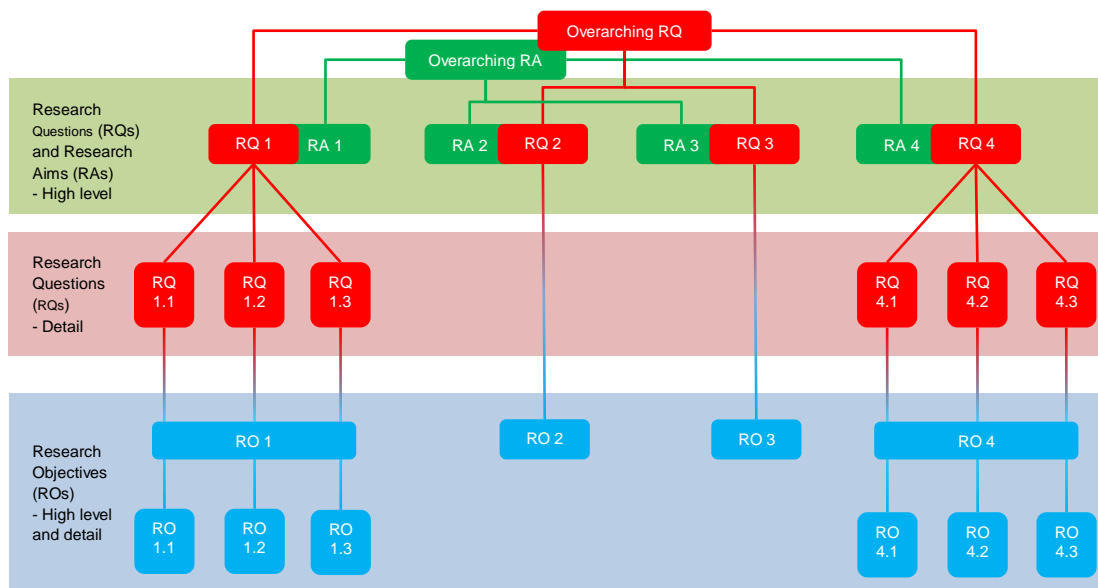 Overarching RQ
Overarching RA
Research
Questions (RQs)
and Research
Aims (RAs)
- High level
RQ 1
RA 1
RA 2
RQ 2
RA 3
RQ 3
RA 4
RQ 4
Research
Questions
(RQs)
- Detail
RQ
1.1
RQ
1.2
RQ
1.3
RQ
4.1
RQ
4.2
RQ
4.3
Research
Objectives
(ROs)
- High level
and detail
RO 1
RO 2
RO 3
RO 4
RO
1.1
RO
1.2
RO
1.3
RO
4.1
RO
4.2
RO
4.3